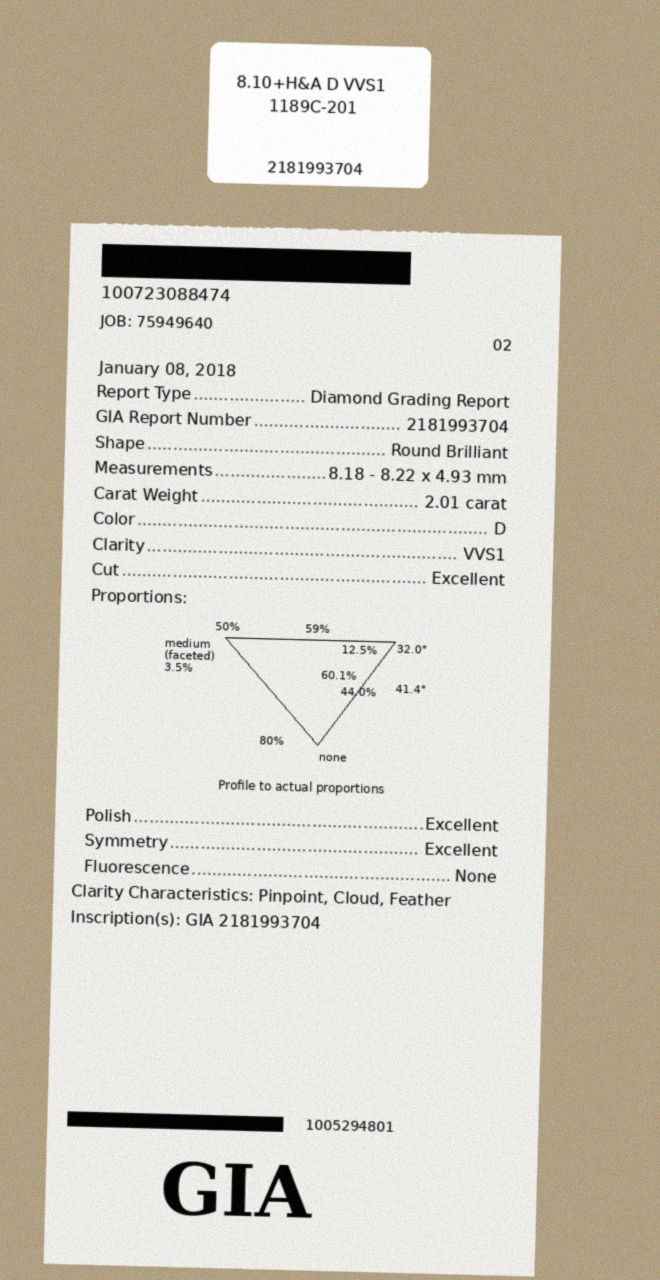 8.10+H&A D VVS1
1189C-201
2181993704
100723088474
JOB: 75949640
02
January 08, 2018
Report Type...................... Diamond Grading Report
GIA Report Number............................. 2181993704
Shape............................................... Round Brilliant
Measurements......................8.18 - 8.22 x 4.93 mm
Carat Weight........................................... 2.01 carat
Color...................................................................... D
Clarity.............................................................. VVS1
Cut............................................................. Excellent
Proportions:
50%
59%
medium
(faceted)
3.5%
12.5%
32.0°
60.1%
44.0%
41.4°
80%
none
Profile to actual proportions
Polish..........................................................Excellent
Symmetry.................................................. Excellent
Fluorescence.................................................... None
Clarity Characteristics: Pinpoint, Cloud, Feather
Inscription(s): GIA 2181993704
1005294801
GIA